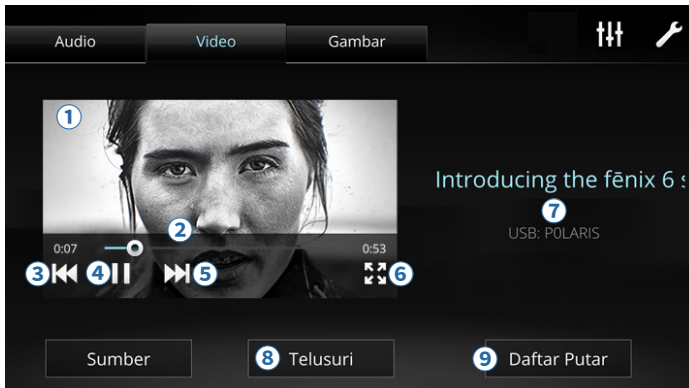 Audio
Video
Gambar
1
Introducing the fēnix 6
7
USB: P0LARIS
2
0:07
0:53
3
4
5
6
Sumber
8 Telusuri
9 Daftar Putar